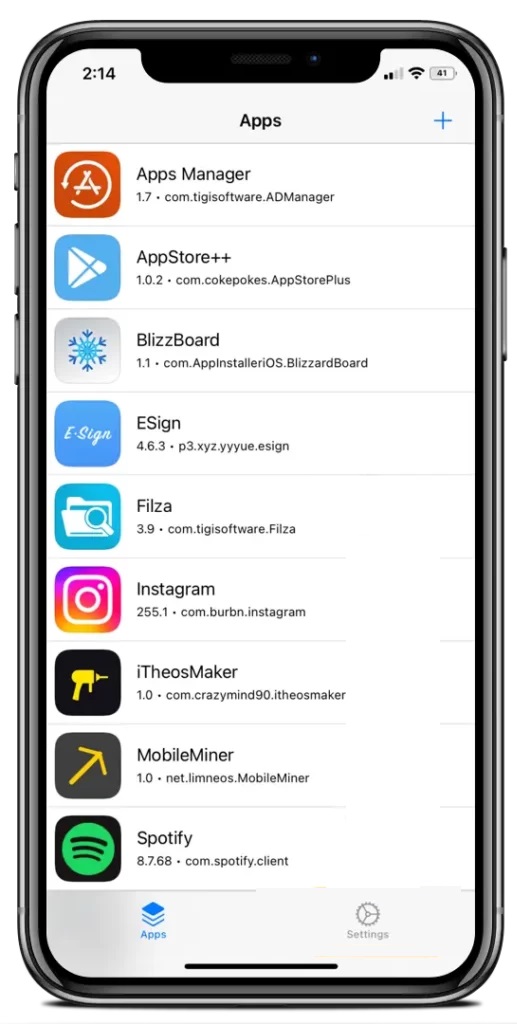 2:14
41
Apps
Apps Manager
1.7 • com.tigisoftware.ADManager
AppStore++
1.0.2 • com.cokepokes.AppStorePlus
BlizzBoard
1.1 • com.AppInstalleriOS.BlizzardBoard
E·Sign
ESign
4.6.3 • p3.xyz.yyyue.esign
Filza
3.9 • com.tigisoftware.Filza
Instagram
255.1 • com.burbn.instagram
iTheosMaker
1.0 • com.crazymind90.itheosmaker
MobileMiner
1.0 • net.limneos.MobileMiner
Spotify
8.7.68 • com.spotify.client
Apps
Settings